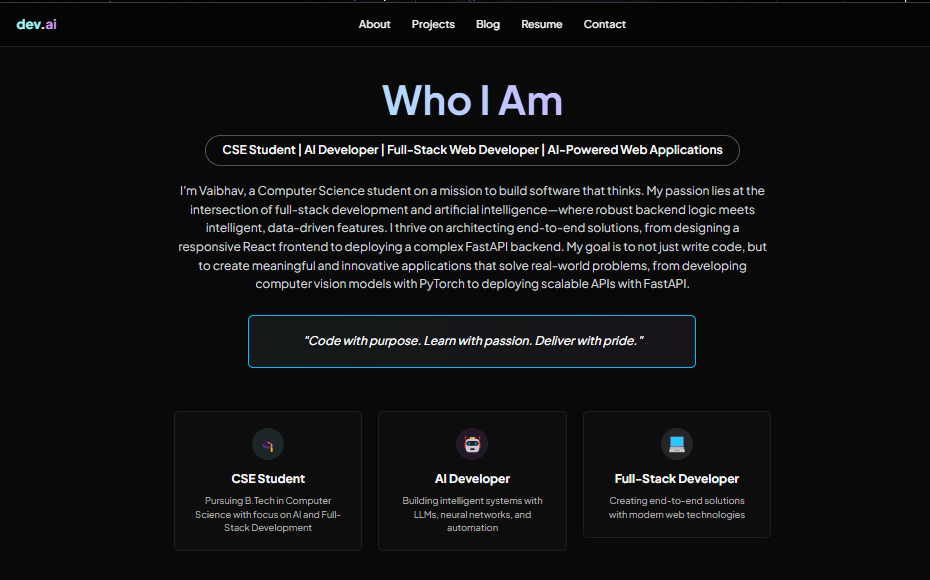 dev.ai
About Projects Blog Resume Contact
Who I Am
CSE Student | AI Developer | Full-Stack Web Developer | AI-Powered Web Applications
I'm Vaibhav, a Computer Science student on a mission to build software that thinks. My passion lies at the
intersection of full-stack development and artificial intelligence—where robust backend logic meets
intelligent, data-driven features. I thrive on architecting end-to-end solutions, from designing a
responsive React frontend to deploying a complex FastAPI backend. My goal is to not just write code, but
to create meaningful and innovative applications that solve real-world problems, from developing
computer vision models with PyTorch to deploying scalable APIs with FastAPI.
"Code with purpose. Learn with passion. Deliver with pride."
CSE Student
Pursuing B.Tech in Computer
Science with focus on AI and Full-
Stack Development
AI Developer
Building intelligent systems with
LLMs, neural networks, and
automation
Full-Stack Developer
Creating end-to-end solutions
with modern web technologies